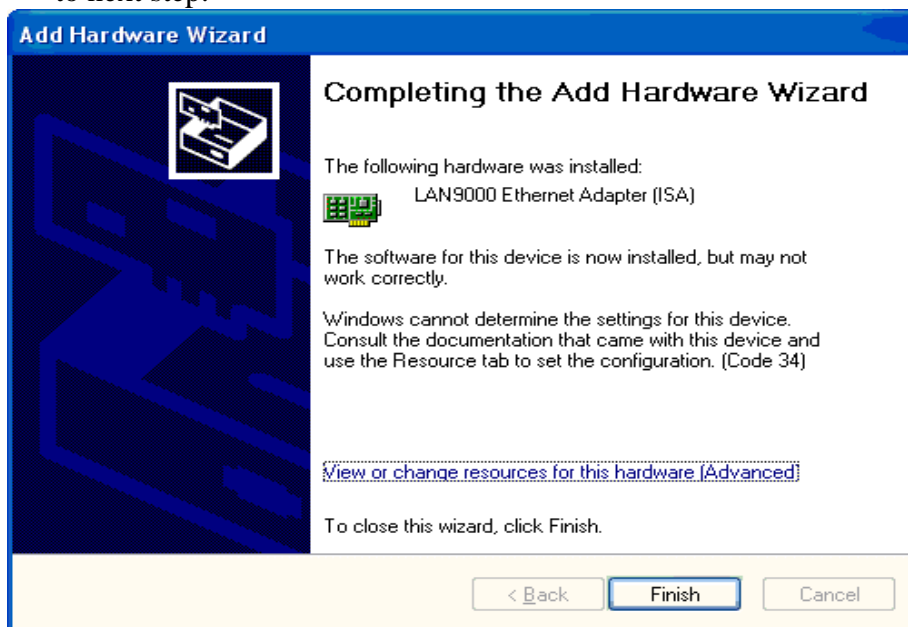 to next step.
Add Hardware Wizard
Completing the Add Hardware Wizard
The following hardware was installed:
LAN9000 Ethernet Adapter (ISA)
The software for this device is now installed, but may not
work correctly.
Windows cannot determine the settings for this device.
Consult the documentation that came with this device and
use the Resource tab to set the configuration. (Code 34)
View or change resources for this hardware (Advanced)
To close this wizard, click Finish.
< Back Finish Cancel